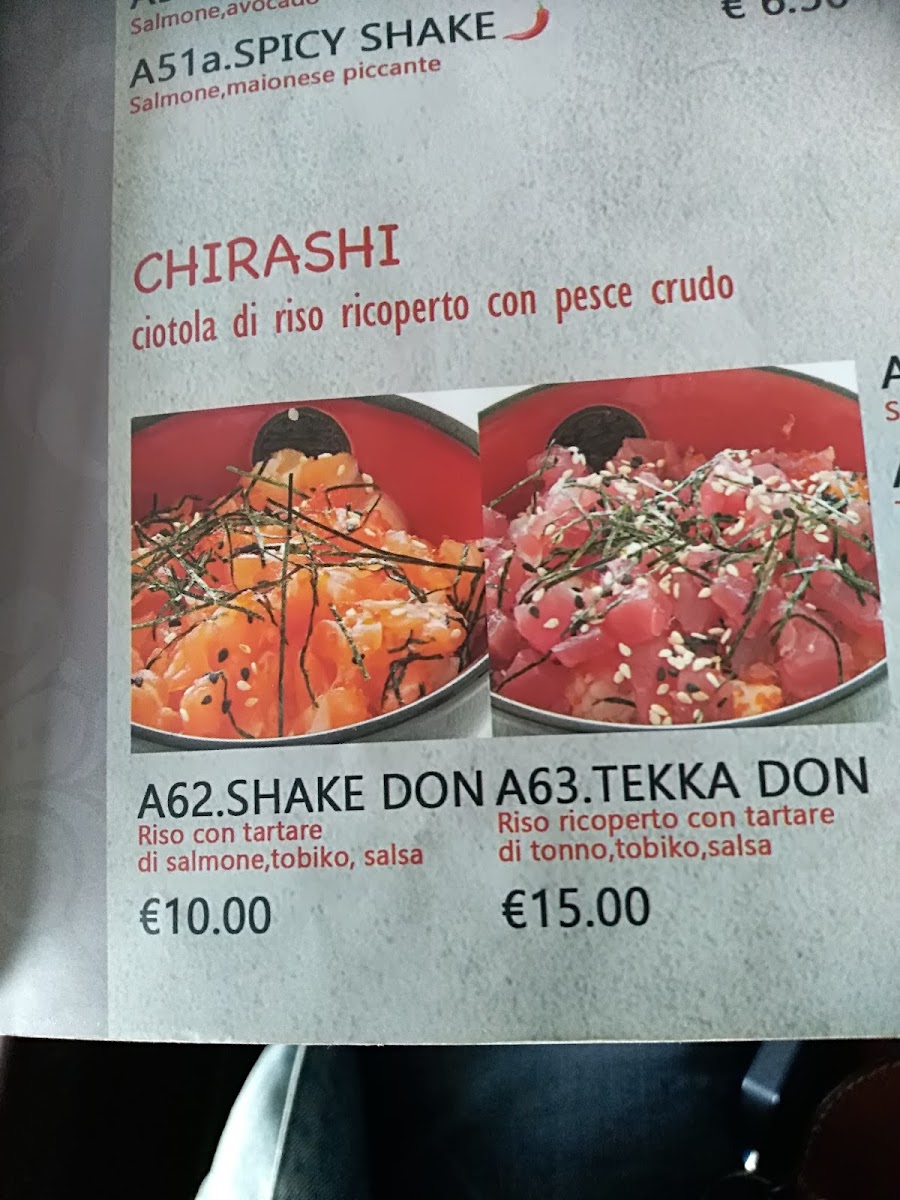 Salmone,avocado
€ 6.50
A51a.SPICY SHAKE
Salmone,maionese piccante
CHIRASHI
ciotola di riso ricoperto con pesce crudo
A62.SHAKE DON
Riso con tartare
di salmone,tobiko, salsa
€10.00
A63.TEKKA DON
Riso ricoperto con tartare
di tonno,tobiko,salsa
€15.00